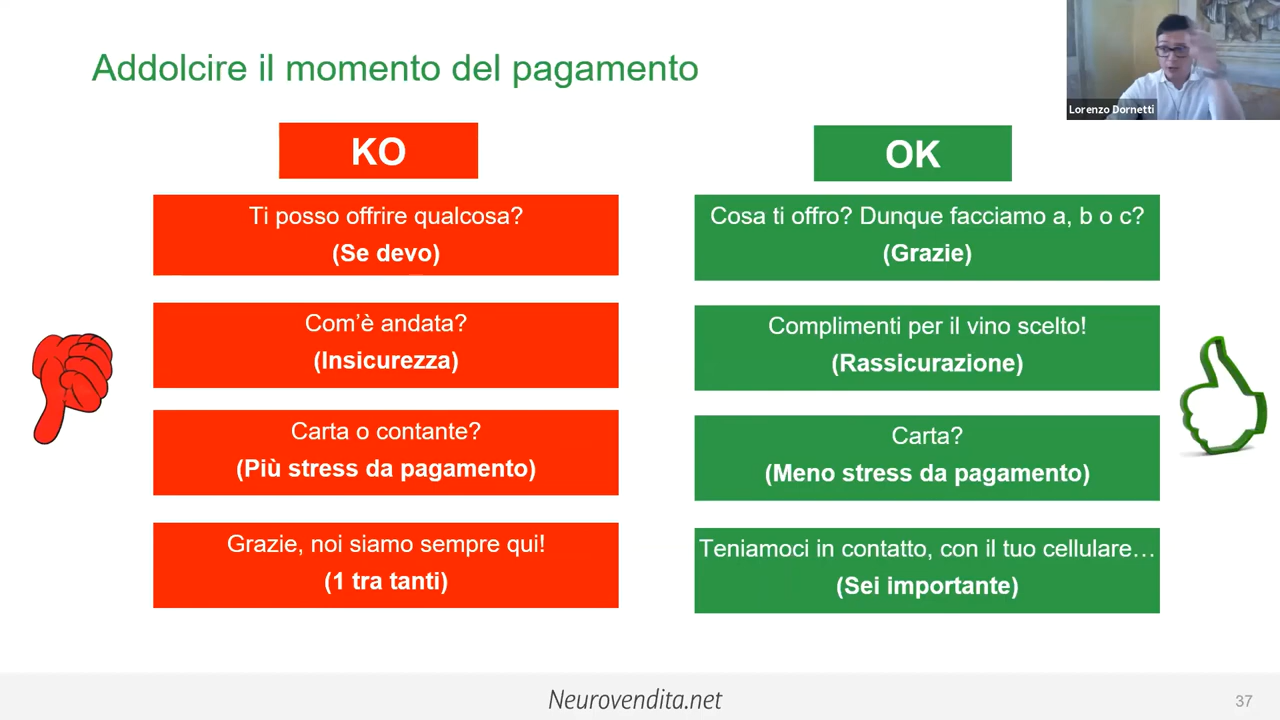 Addolcire il momento del pagamento
Lorenzo Dornetti
KO
Ti posso offrire qualcosa?
(Se devo)
Com’è andata?
(Insicurezza)
Carta o contante?
(Più stress da pagamento)
Grazie, noi siamo sempre qui!
(1 tra tanti)
OK
Cosa ti offro? Dunque facciamo a, b o c?
(Grazie)
Complimenti per il vino scelto!
(Rassicurazione)
Carta?
(Meno stress da pagamento)
Teniamoci in contatto, con il tuo cellulare…
(Sei importante)
Neurovendita.net
37